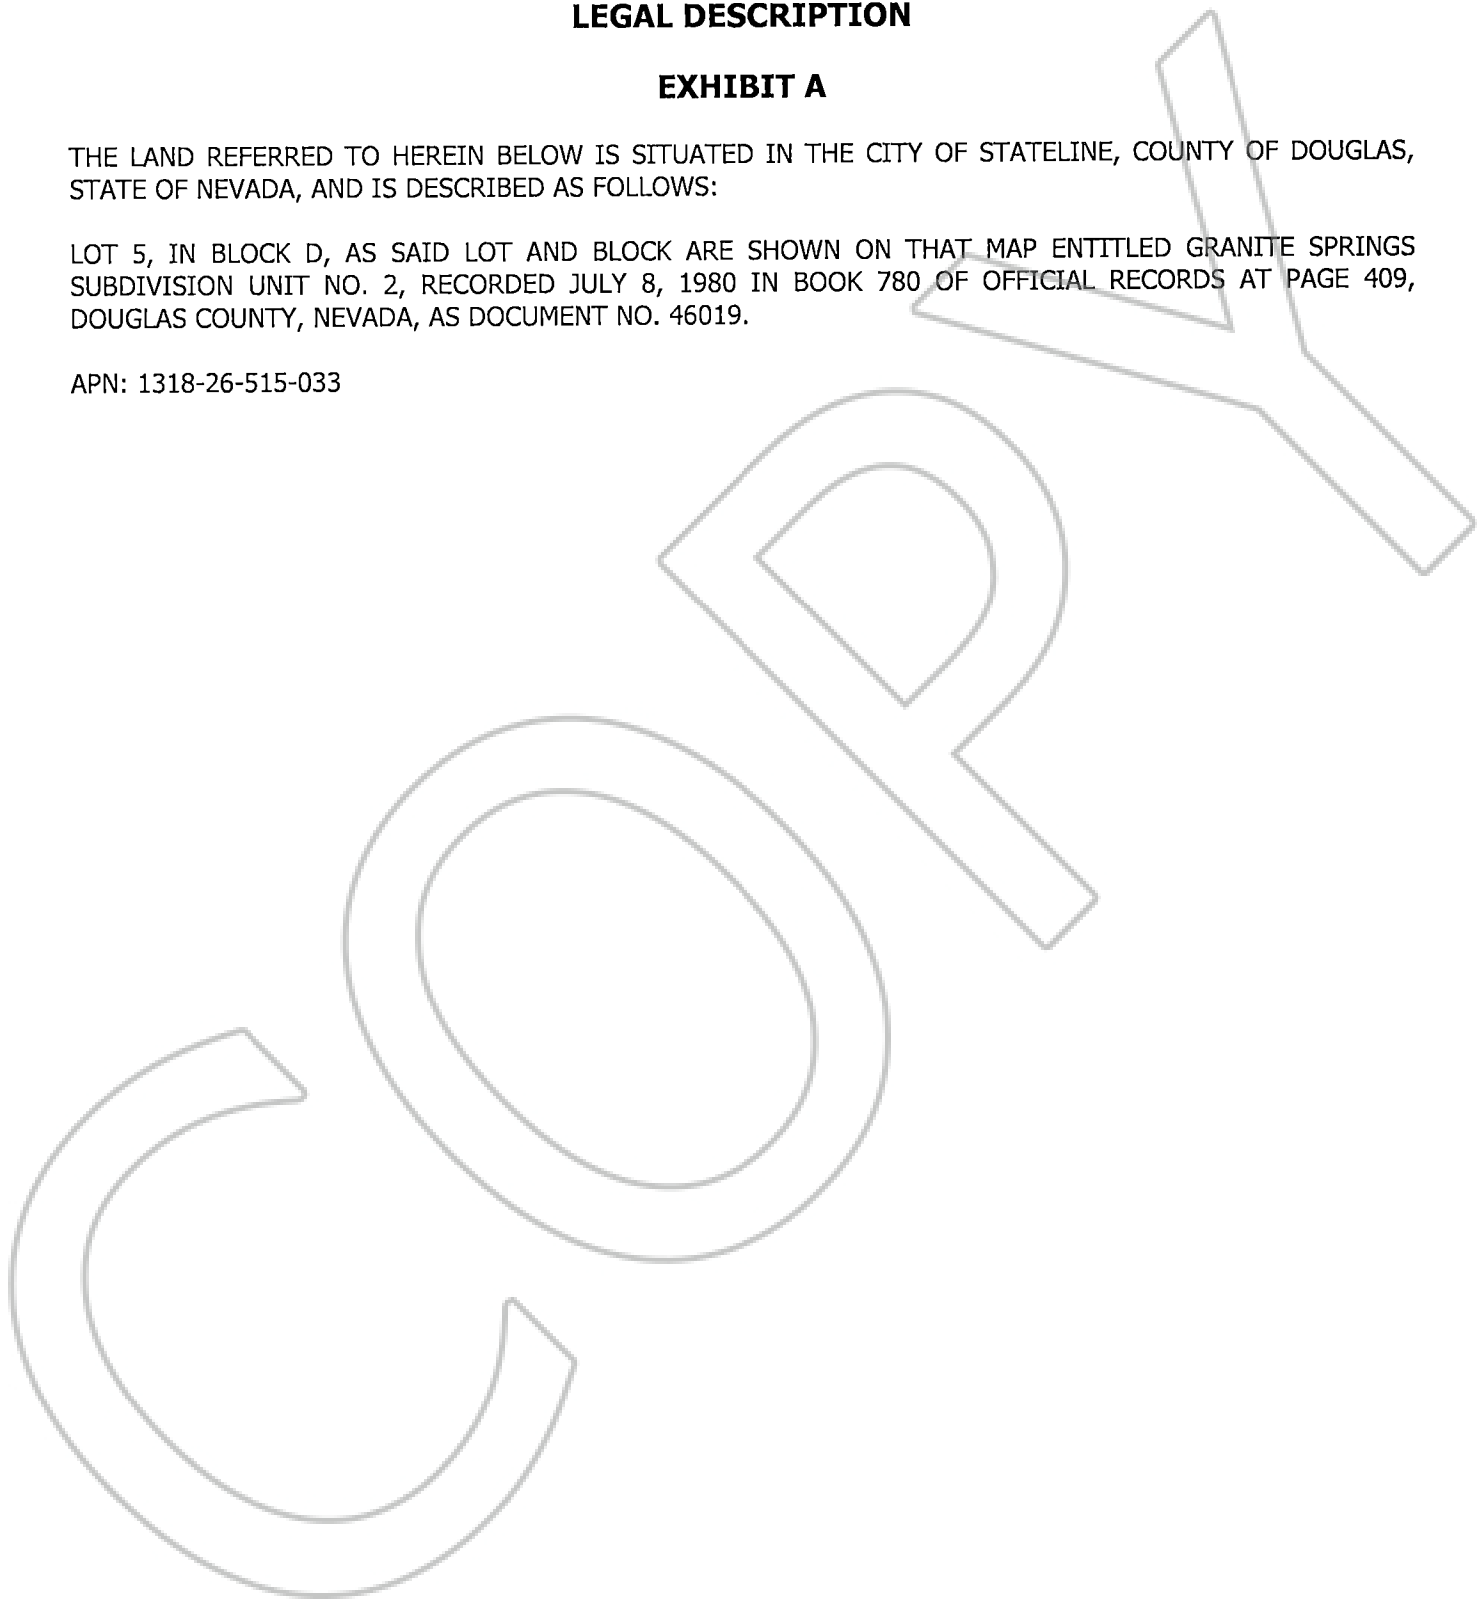 LEGAL DESCRIPTION
EXHIBIT A
THE LAND REFERRED TO HEREIN BELOW IS SITUATED IN THE CITY OF STATELINE, COUNTY OF DOUGLAS,
STATE OF NEVADA, AND IS DESCRIBED AS FOLLOWS:
LOT 5, IN BLOCK D, AS SAID LOT AND BLOCK ARE SHOWN ON THAT MAP ENTITLED GRANITE SPRINGS
SUBDIVISION UNIT NO. 2, RECORDED JULY 8, 1980 IN BOOK 780 OF OFFICIAL RECORDS AT PAGE 409,
DOUGLAS COUNTY, NEVADA, AS DOCUMENT NO. 46019.
APN: 1318-26-515-033
COPY